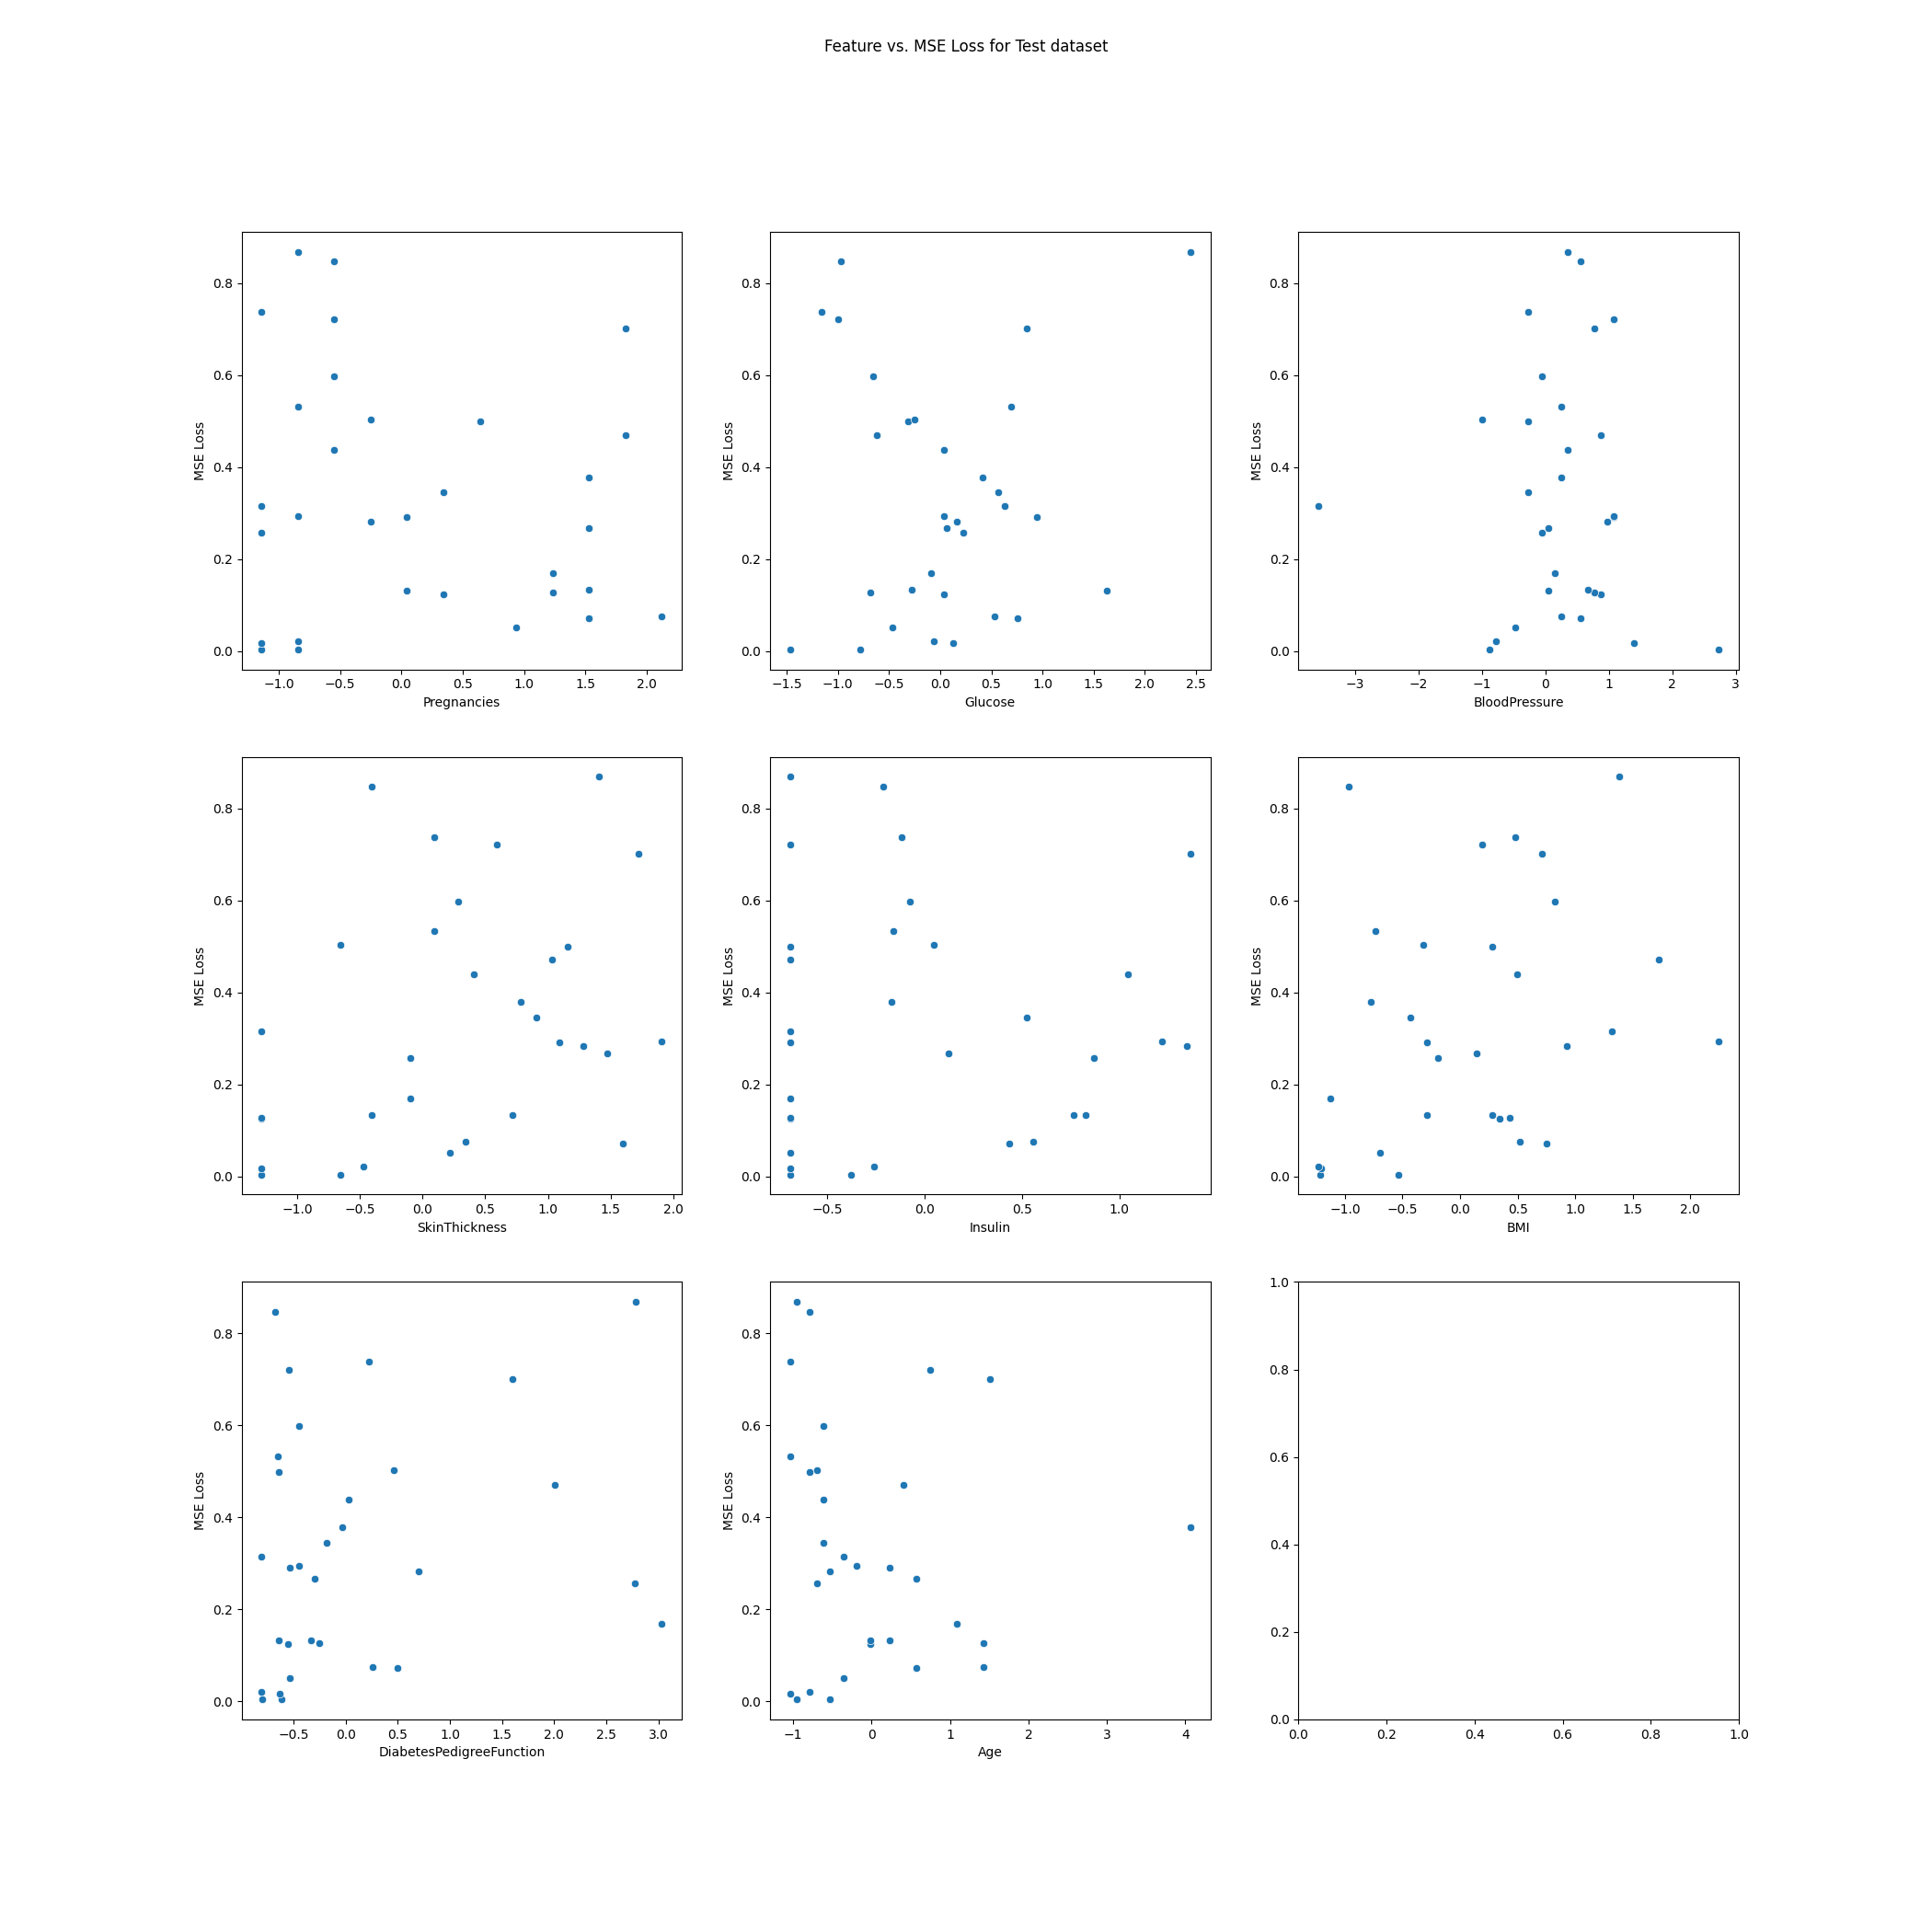 Feature vs. MSE Loss for Test dataset
0.8
0.6
0.4
0.2
0.0
MSE Loss
−1.0 −0.5 0.0 0.5 1.0 1.5 2.0
Pregnancies
0.8
0.6
0.4
0.2
0.0
MSE Loss
−1.5 −1.0 −0.5 0.0 0.5 1.0 1.5 2.0 2.5
Glucose
0.8
0.6
0.4
0.2
0.0
MSE Loss
−3 −2 −1 0 1 2 3
BloodPressure
0.8
0.6
0.4
0.2
0.0
MSE Loss
−1.0 −0.5 0.0 0.5 1.0 1.5 2.0
SkinThickness
0.8
0.6
0.4
0.2
0.0
MSE Loss
−0.5 0.0 0.5 1.0
Insulin
0.8
0.6
0.4
0.2
0.0
MSE Loss
−1.0 −0.5 0.0 0.5 1.0 1.5 2.0
BMI
0.8
0.6
0.4
0.2
0.0
MSE Loss
−0.5 0.0 0.5 1.0 1.5 2.0 2.5 3.0
DiabetesPedigreeFunction
0.8
0.6
0.4
0.2
0.0
MSE Loss
−1 0 1 2 3 4
Age
1.0
0.8
0.6
0.4
0.2
0.0
0.0 0.2 0.4 0.6 0.8 1.0